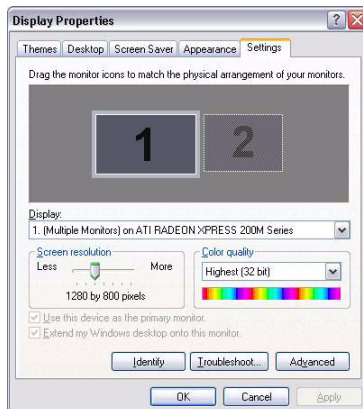 Display Properties
Themes Desktop Screen Saver Appearance Settings
Drag the monitor icons to match the physical arrangement of your monitors.
1 2
Display:
1. (Multiple Monitors) on ATI RADEON XPRESS 200M Series
Screen resolution Color quality
Less More Highest (32 bit)
1280 by 800 pixels
Use this device as the primary monitor.
Extend my Windows desktop onto this monitor.
Identify Troubleshoot... Advanced
OK Cancel Apply